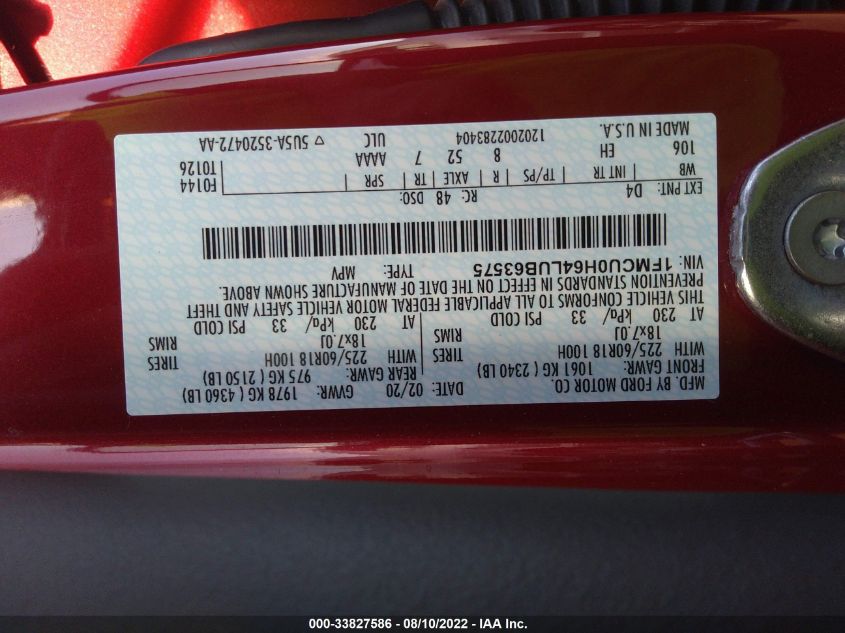 MFD. BY FORD MOTOR CO.
DATE: 02/20 GVWR: 1978 KG ( 4360 LB)
FRONT GAWR: 1061 KG ( 2340 LB) REAR GAWR: 975 KG ( 2150 LB)
WITH 225/60R18 100H TIRES WITH 225/60R18 100H TIRES
18x7.0J RIMS 18x7.0J RIMS
AT 230 kPa/ 33 PSI COLD AT 230 kPa/ 33 PSI COLD
THIS VEHICLE CONFORMS TO ALL APPLICABLE FEDERAL MOTOR VEHICLE SAFETY AND THEFT
PREVENTION STANDARDS IN EFFECT ON THE DATE OF MANUFACTURE SHOWN ABOVE.
VIN: 1FMCU0H64LUB63575 TYPE: MPV
EXT PNT: D4 RC: 48 DSO: F0144
WB INT TR TP/PS R AXLE TR SPR T0126
106 EH 8 52 7 AAAA
MADE IN U.S.A. 120200228340​4 ULC ▽ 5U5A-3520472-AA
000-33827586 - 08/10/2022 - IAA Inc.